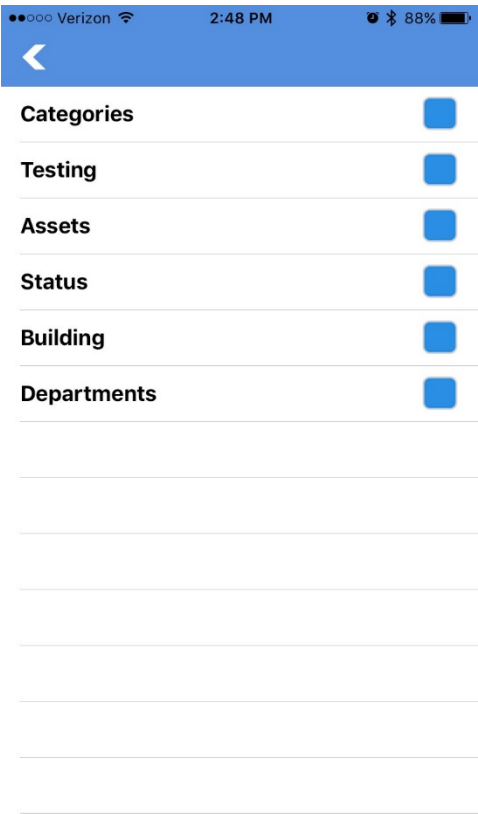 Verizon 2:48 PM 88%
Categories
Testing
Assets
Status
Building
Departments